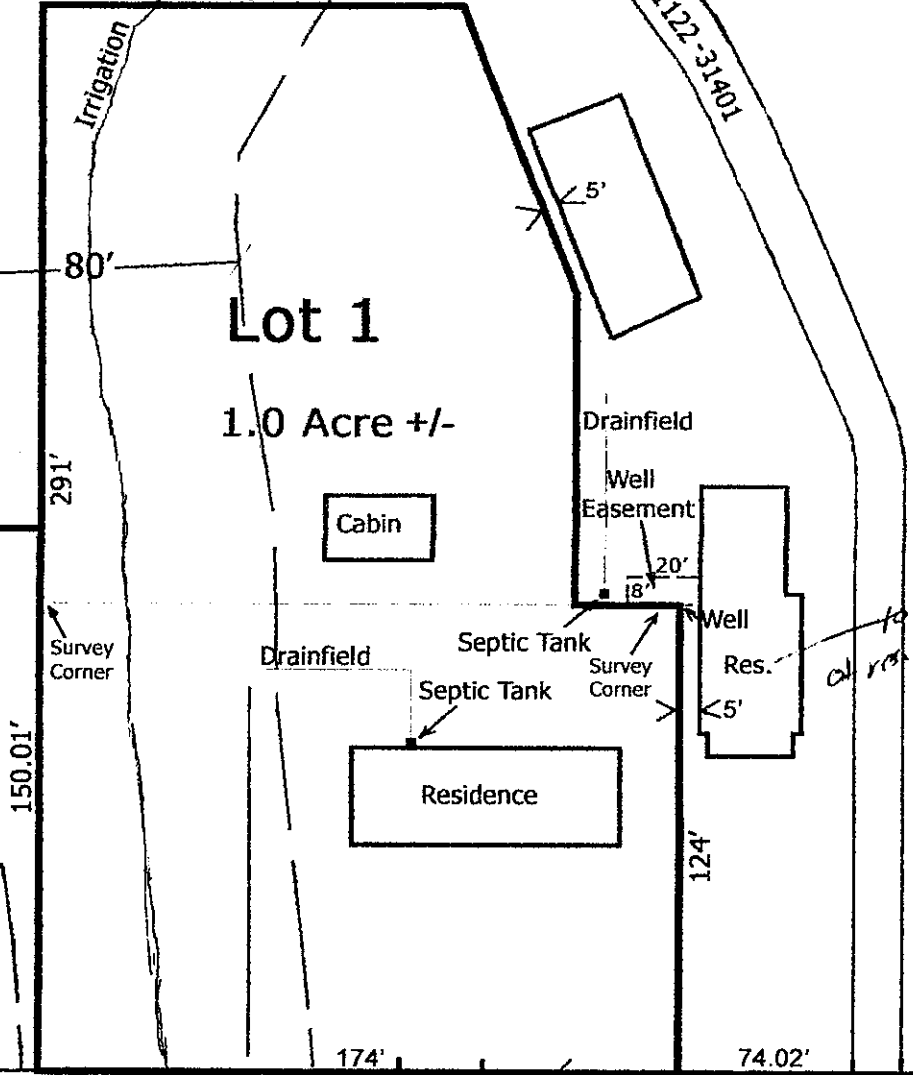 1122-31401
Irrigation
5'
80'
Lot 1
1.0 Acre +/-
Drainfield
291'
Well
Easement
Cabin
20'
8'
Well
Survey
Corner
Septic Tank
Drainfield
Survey
Corner
Res.
Septic Tank
5'
150.01'
Residence
124'
174'
74.02'